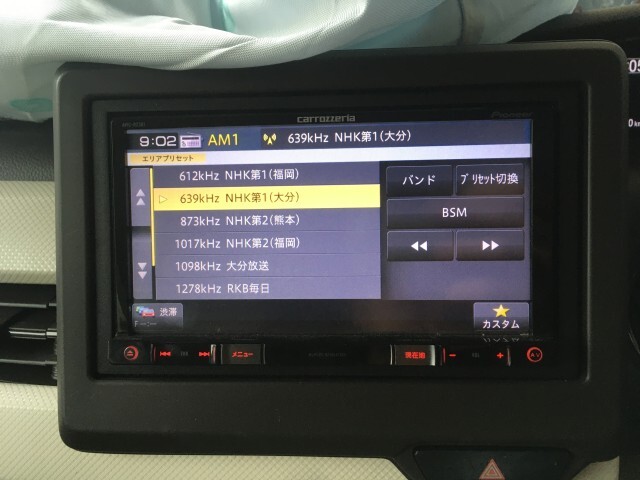 carrozzeria
9:02 AM1 639kHz NHK第1(大分)
エリアプリセット
612kHz NHK第1(福岡)
639kHz NHK第1(大分)
873kHz NHK第2(熊本)
1017kHz NHK第2(福岡)
1098kHz 大分放送
1278kHz RKB毎日
バンド プリセット切換
BSM
渋滞
カスタム
メニュー 現在地
AV